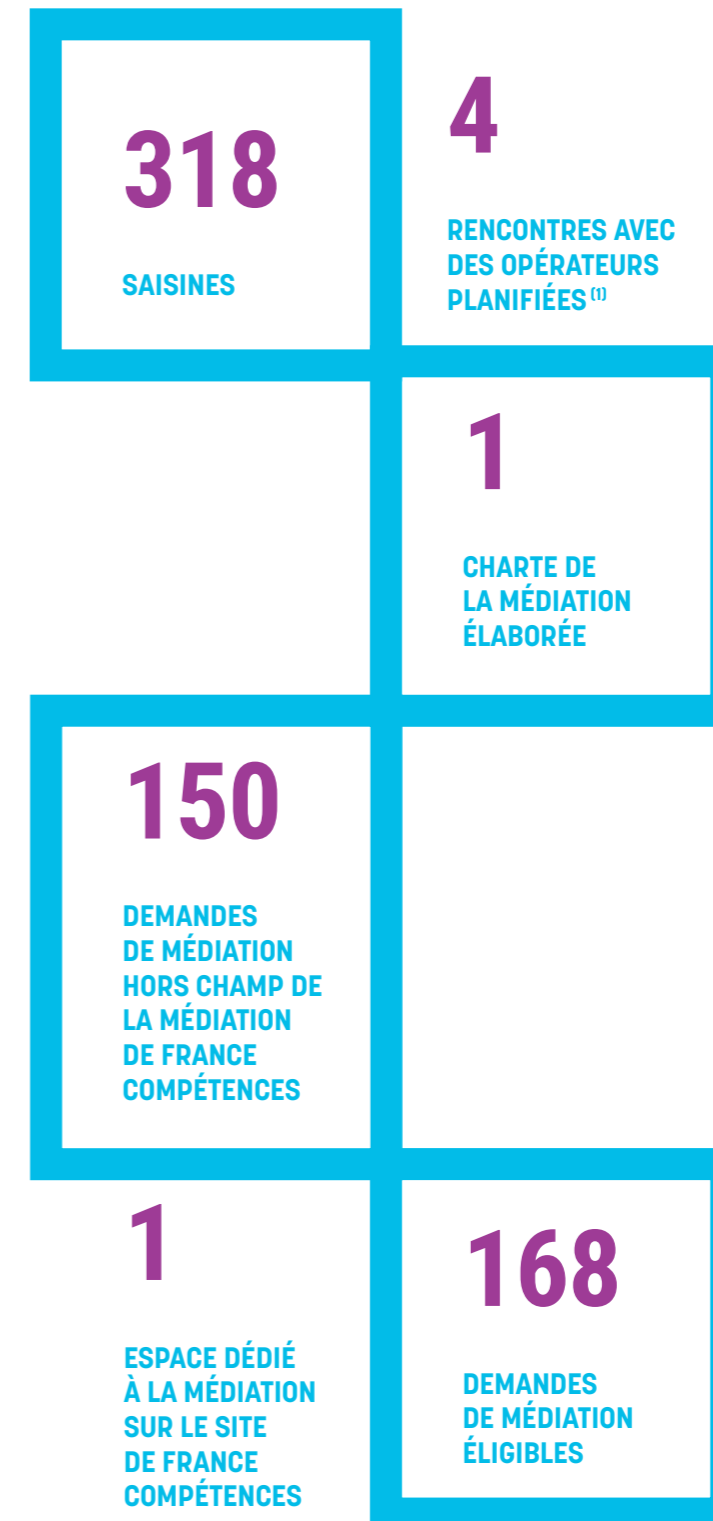 318
SAISINES
4
RENCONTRES AVEC
DES OPÉRATEURS
PLANIFIÉES (1)
1
CHARTE DE
LA MÉDIATION
ÉLABORÉE
150
DEMANDES
DE MÉDIATION
HORS CHAMP DE
LA MÉDIATION
DE FRANCE
COMPÉTENCES
1
ESPACE DÉDIÉ
À LA MÉDIATION
SUR LE SITE
DE FRANCE
COMPÉTENCES
168
DEMANDES
DE MÉDIATION
ÉLIGIBLES